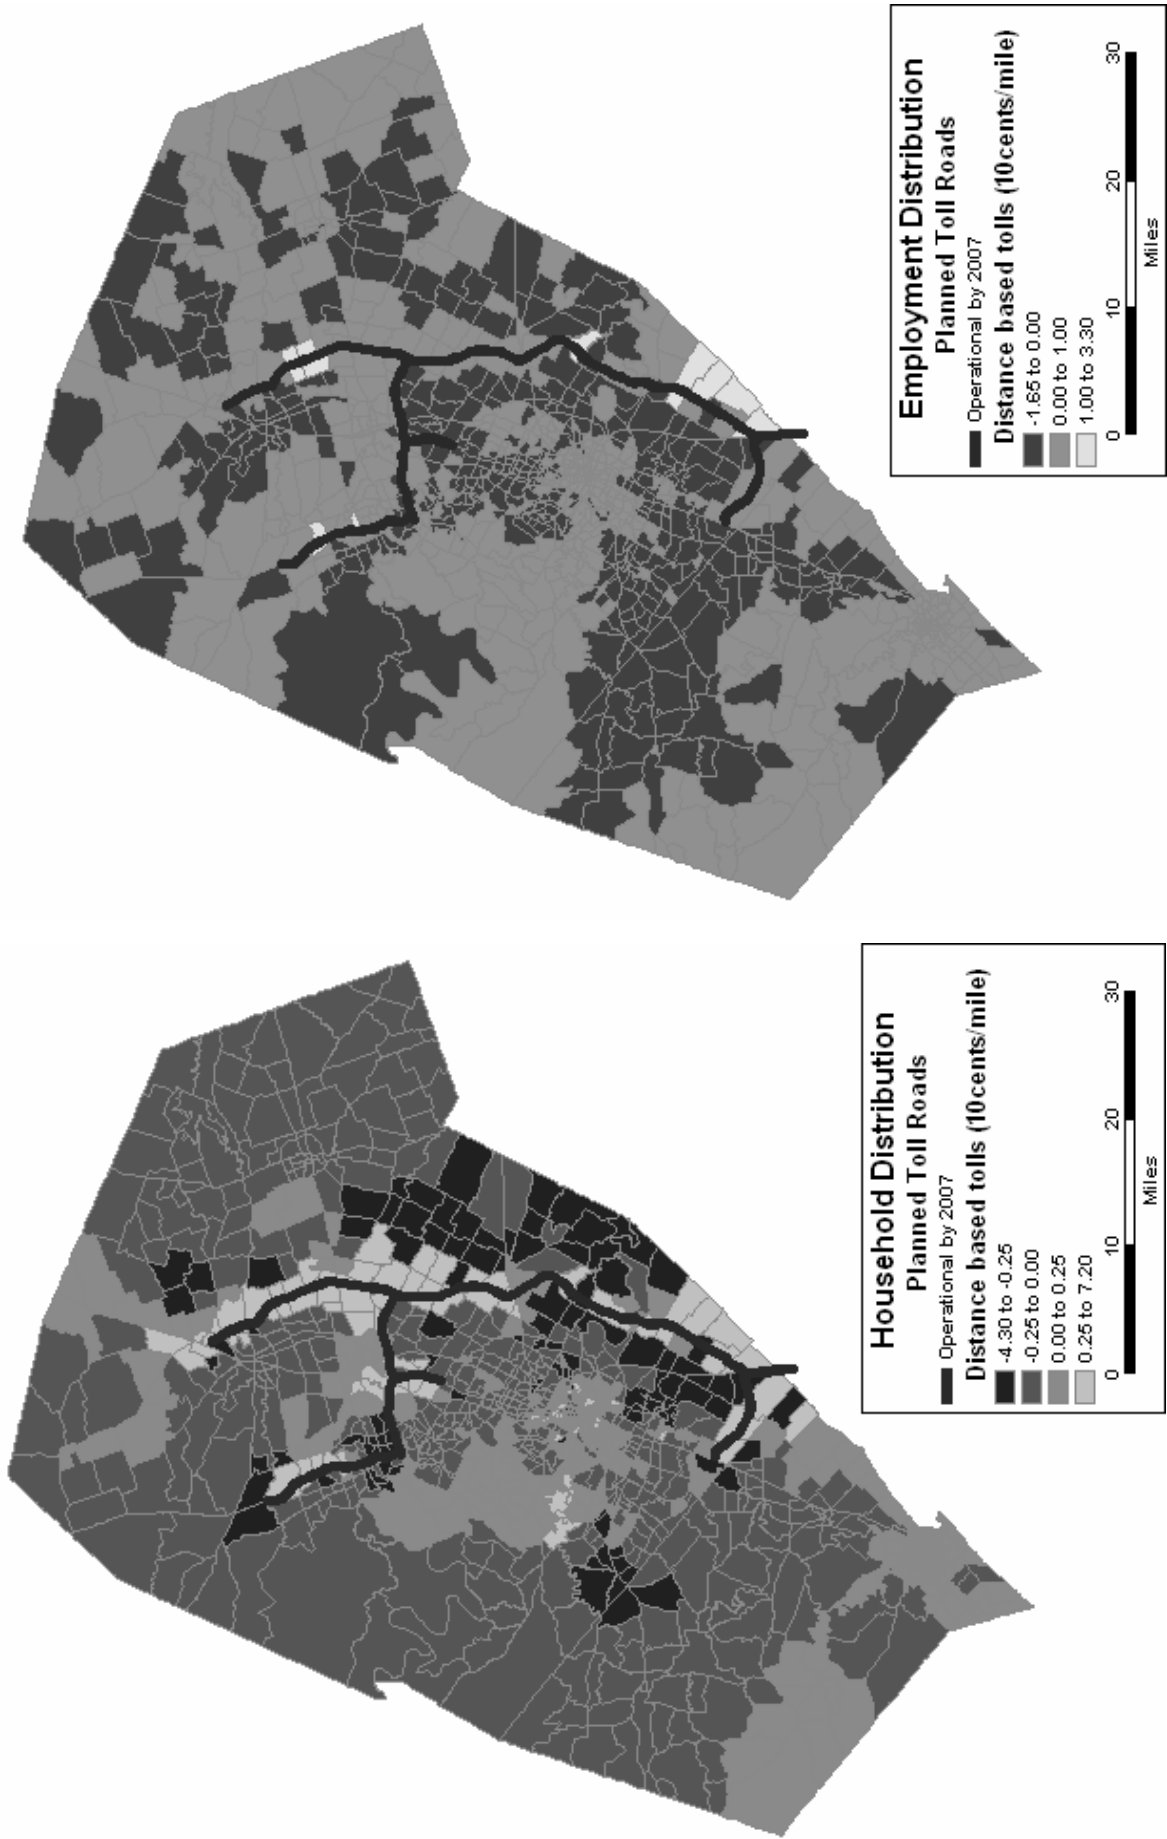 Household Distribution
Planned Toll Roads
Operational by 2007
Distance based tolls (10cents/mile)
-4.30 to -0.25
-0.25 to 0.00
0.00 to 0.25
0.25 to 7.20
0 10 20 30
Miles
Employment Distribution
Planned Toll Roads
Operational by 2007
Distance based tolls (10cents/mile)
-1.65 to 0.00
0.00 to 1.00
1.00 to 3.30
0 10 20 30
Miles